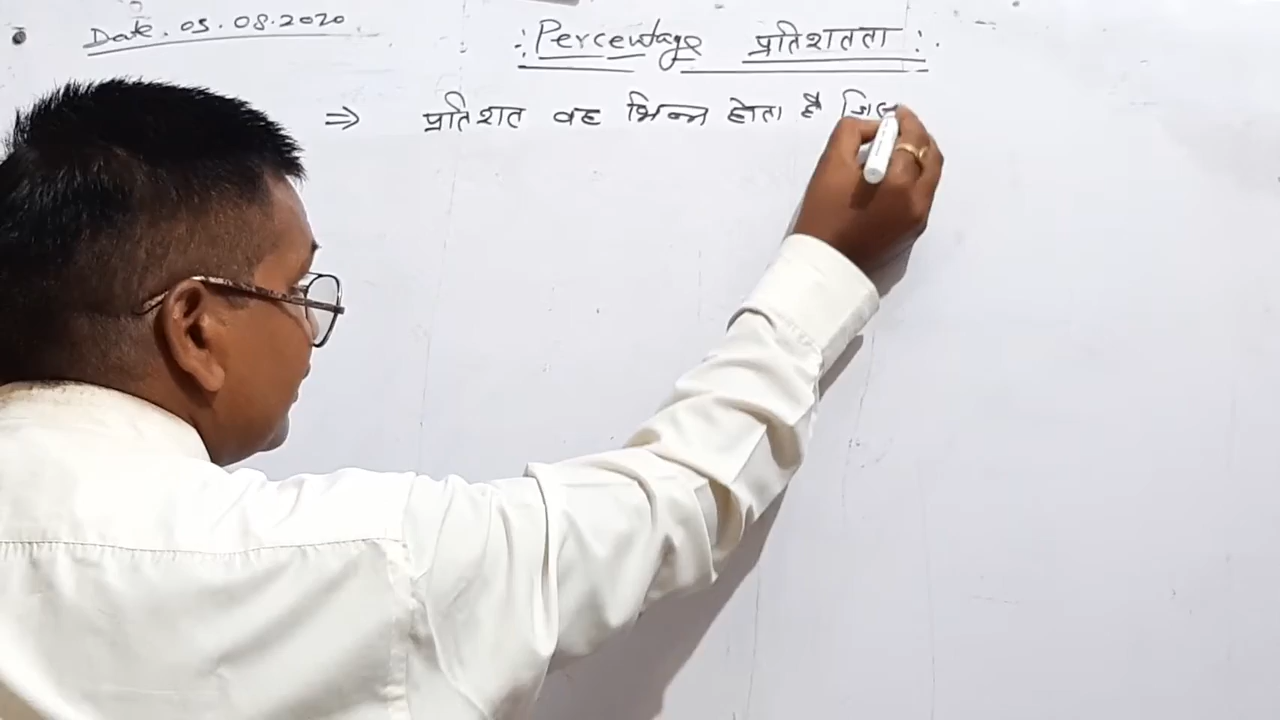 Date. 05.08.2020
:Percentage प्रतिशतता:
⇒ प्रतिशत वह भिन्न होता है